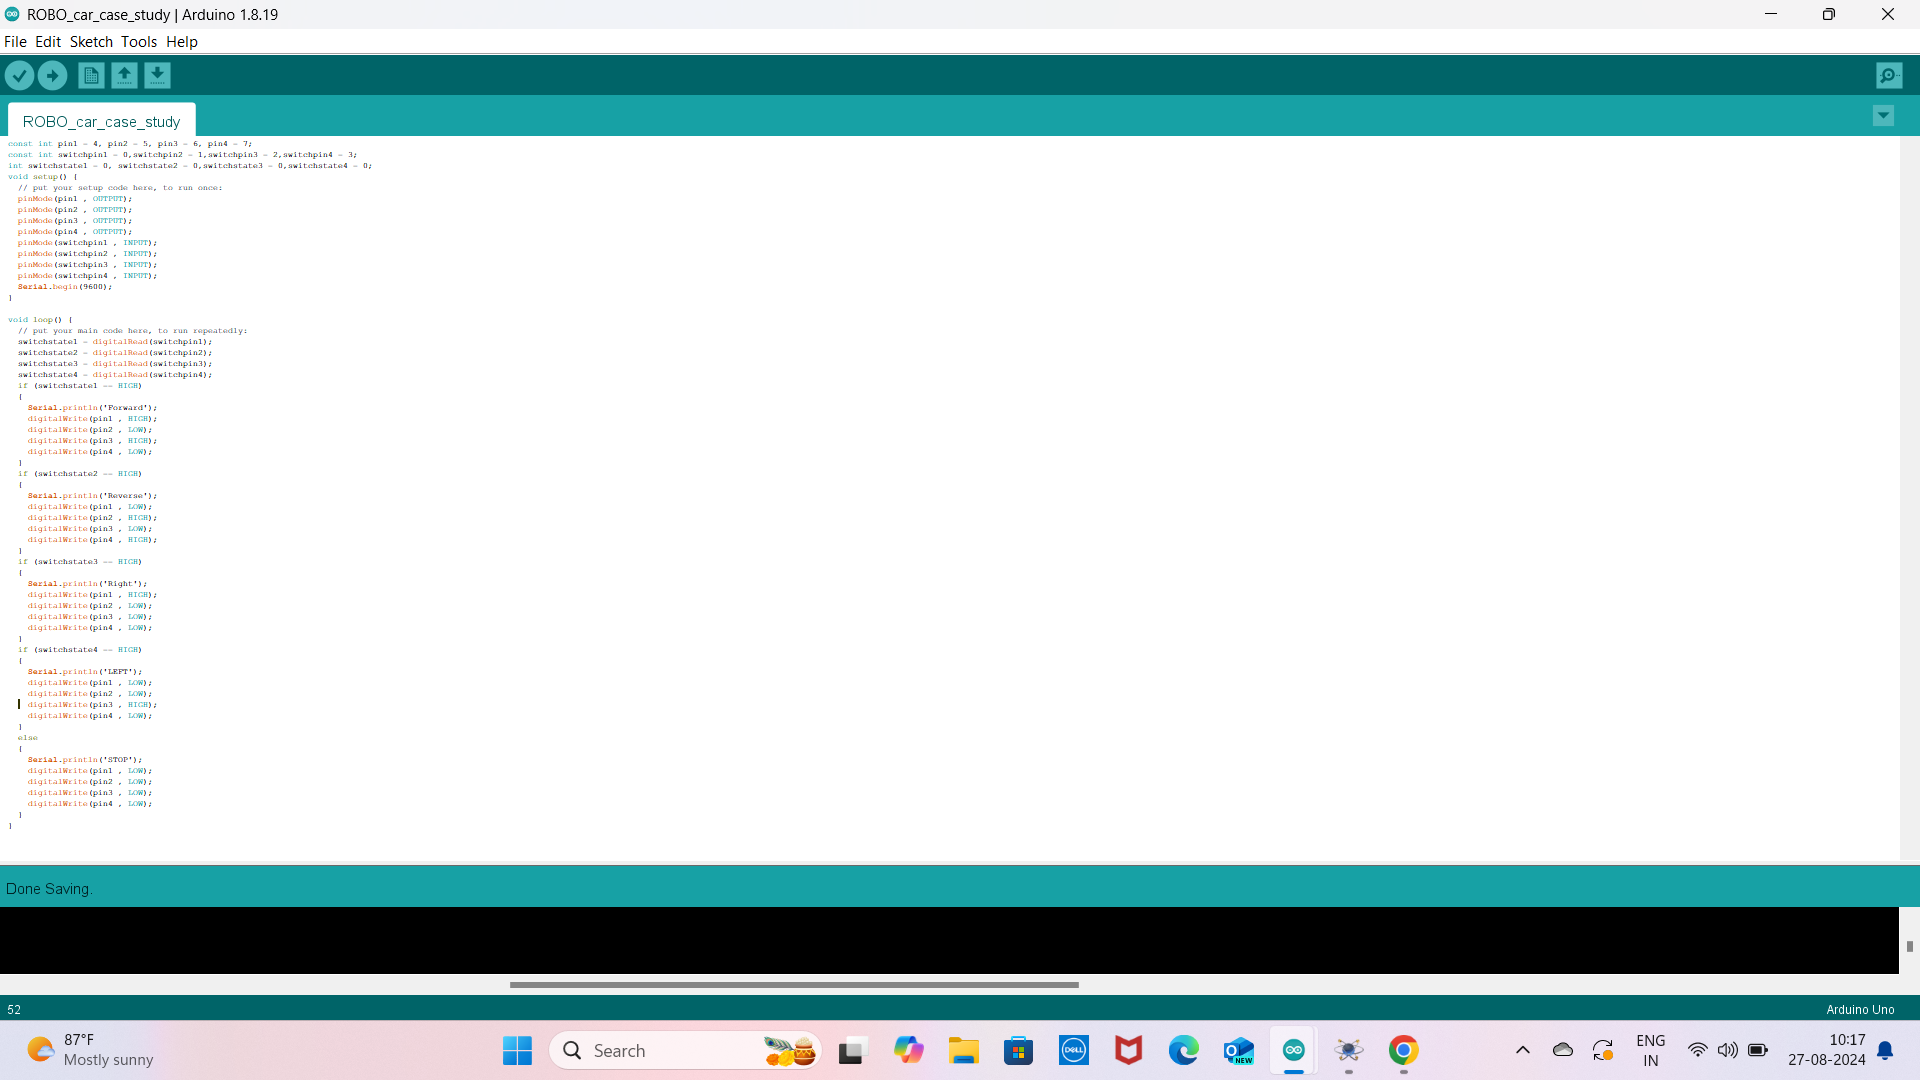 ROBO_car_case_study | Arduino 1.8.19
File Edit Sketch Tools Help
ROBO_car_case_study
const int pin1 = 4, pin2 = 5, pin3 = 6, pin4 = 7;
const int switchpin1 = 0,switchpin2 = 1,switchpin3 = 2,switchpin4 = 3;
int switchstate1 = 0, switchstate2 = 0,switchstate3 = 0,switchstate4 = 0;
void setup() {
// put your setup code here, to run once:
pinMode(pin1 , OUTPUT);
pinMode(pin2 , OUTPUT);
pinMode(pin3 , OUTPUT);
pinMode(pin4 , OUTPUT);
pinMode(switchpin1 , INPUT);
pinMode(switchpin2 , INPUT);
pinMode(switchpin3 , INPUT);
pinMode(switchpin4 , INPUT);
Serial.begin(9600);
}
void loop() {
// put your main code here, to run repeatedly:
switchstate1 = digitalRead(switchpin1);
switchstate2 = digitalRead(switchpin2);
switchstate3 = digitalRead(switchpin3);
switchstate4 = digitalRead(switchpin4);
if (switchstate1 == HIGH)
{
Serial.println('Forward');
digitalWrite(pin1 , HIGH);
digitalWrite(pin2 , LOW);
digitalWrite(pin3 , HIGH);
digitalWrite(pin4 , LOW);
}
if (switchstate2 == HIGH)
{
Serial.println('Reverse');
digitalWrite(pin1 , LOW);
digitalWrite(pin2 , HIGH);
digitalWrite(pin3 , LOW);
digitalWrite(pin4 , HIGH);
}
if (switchstate3 == HIGH)
{
Serial.println('Right');
digitalWrite(pin1 , HIGH);
digitalWrite(pin2 , LOW);
digitalWrite(pin3 , LOW);
digitalWrite(pin4 , LOW);
}
if (switchstate4 == HIGH)
{
Serial.println('LEFT');
digitalWrite(pin1 , LOW);
digitalWrite(pin2 , LOW);
digitalWrite(pin3 , HIGH);
digitalWrite(pin4 , LOW);
}
else
{
Serial.println('STOP');
digitalWrite(pin1 , LOW);
digitalWrite(pin2 , LOW);
digitalWrite(pin3 , LOW);
digitalWrite(pin4 , LOW);
}
}
Done Saving.
52
Arduino Uno
87°F
Mostly sunny
Search
DELL
NEW
ENG
IN
10:17
27-08-2024